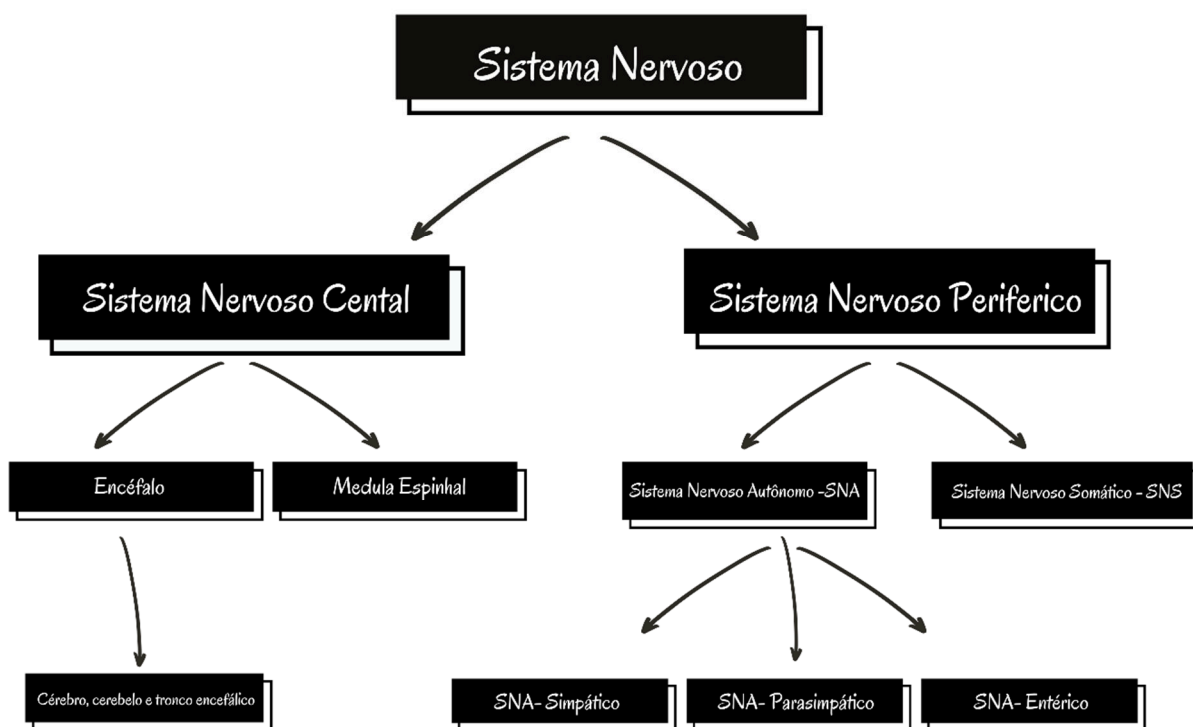 Sistema Nervoso
Sistema Nervoso Cental
Sistema Nervoso Periferico
Encéfalo
Medula Espinhal
Sistema Nervoso Autônomo -SNA
Sistema Nervoso Somático - SNS
Cérebro, cerebelo e tronco encefálico
SNA- Simpático
SNA- Parasimpático
SNA- Entérico